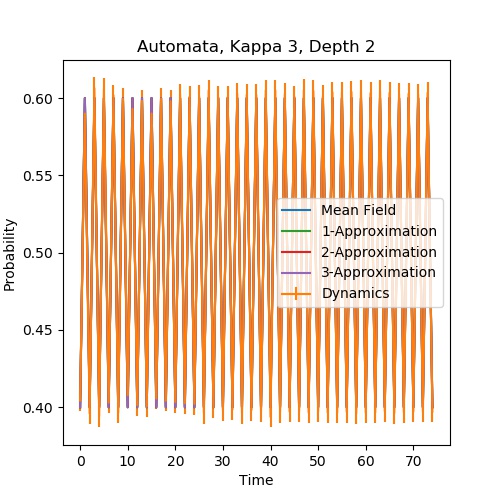 Automata, Kappa 3, Depth 2
0.60
0.55
0.50
0.45
0.40
Probability
Mean Field
1-Approximation
2-Approximation
3-Approximation
Dynamics
0 10 20 30 40 50 60 70
Time